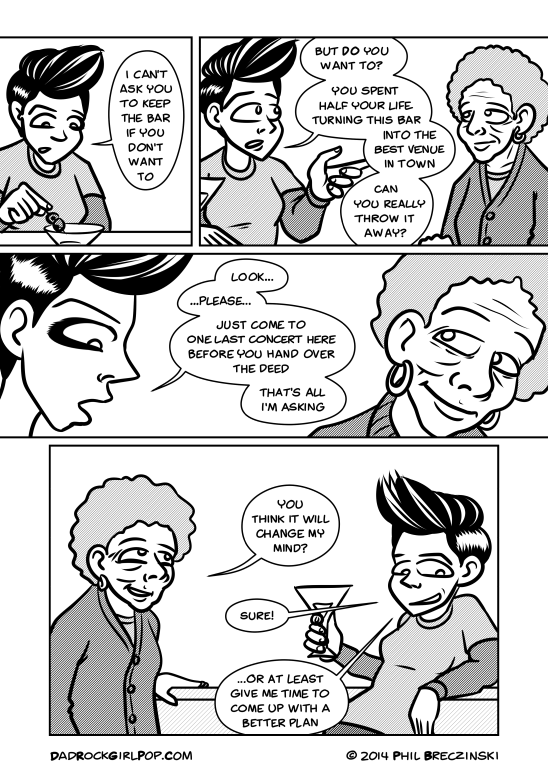 I CAN'T
ASK YOU
TO KEEP
THE BAR
IF YOU
DON'T
WANT
TO
BUT DO YOU
WANT TO?
YOU SPENT
HALF YOUR LIFE
TURNING THIS BAR
INTO THE
BEST VENUE
IN TOWN
CAN
YOU REALLY
THROW IT
AWAY?
LOOK...
...PLEASE...
JUST COME TO
ONE LAST CONCERT HERE
BEFORE YOU HAND OVER
THE DEED
THAT'S ALL
I'M ASKING
YOU
THINK IT WILL
CHANGE MY
MIND?
SURE!
...OR AT LEAST
GIVE ME TIME TO
COME UP WITH A
BETTER PLAN
DADROCKGIRLPOP.COM
© 2014 PHIL BRECZINSKI